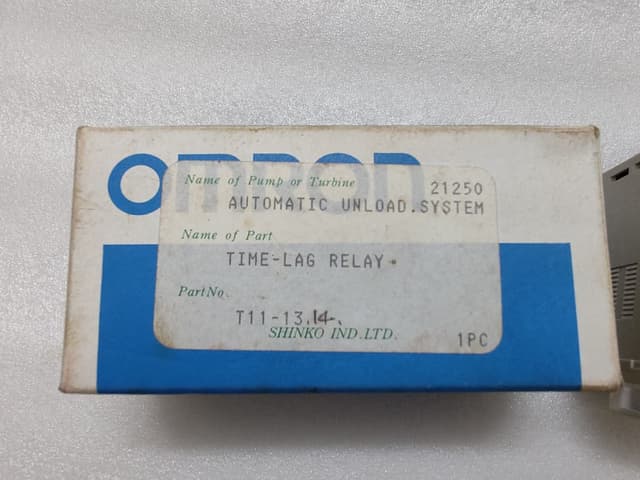 OMRON
Name of Pump or Turbine 21250
AUTOMATIC UNLOAD.SYSTEM
Name of Part
TIME-LAG RELAY
Part No.
T11-13.14-.
SHINKO IND.LTD. 1PC